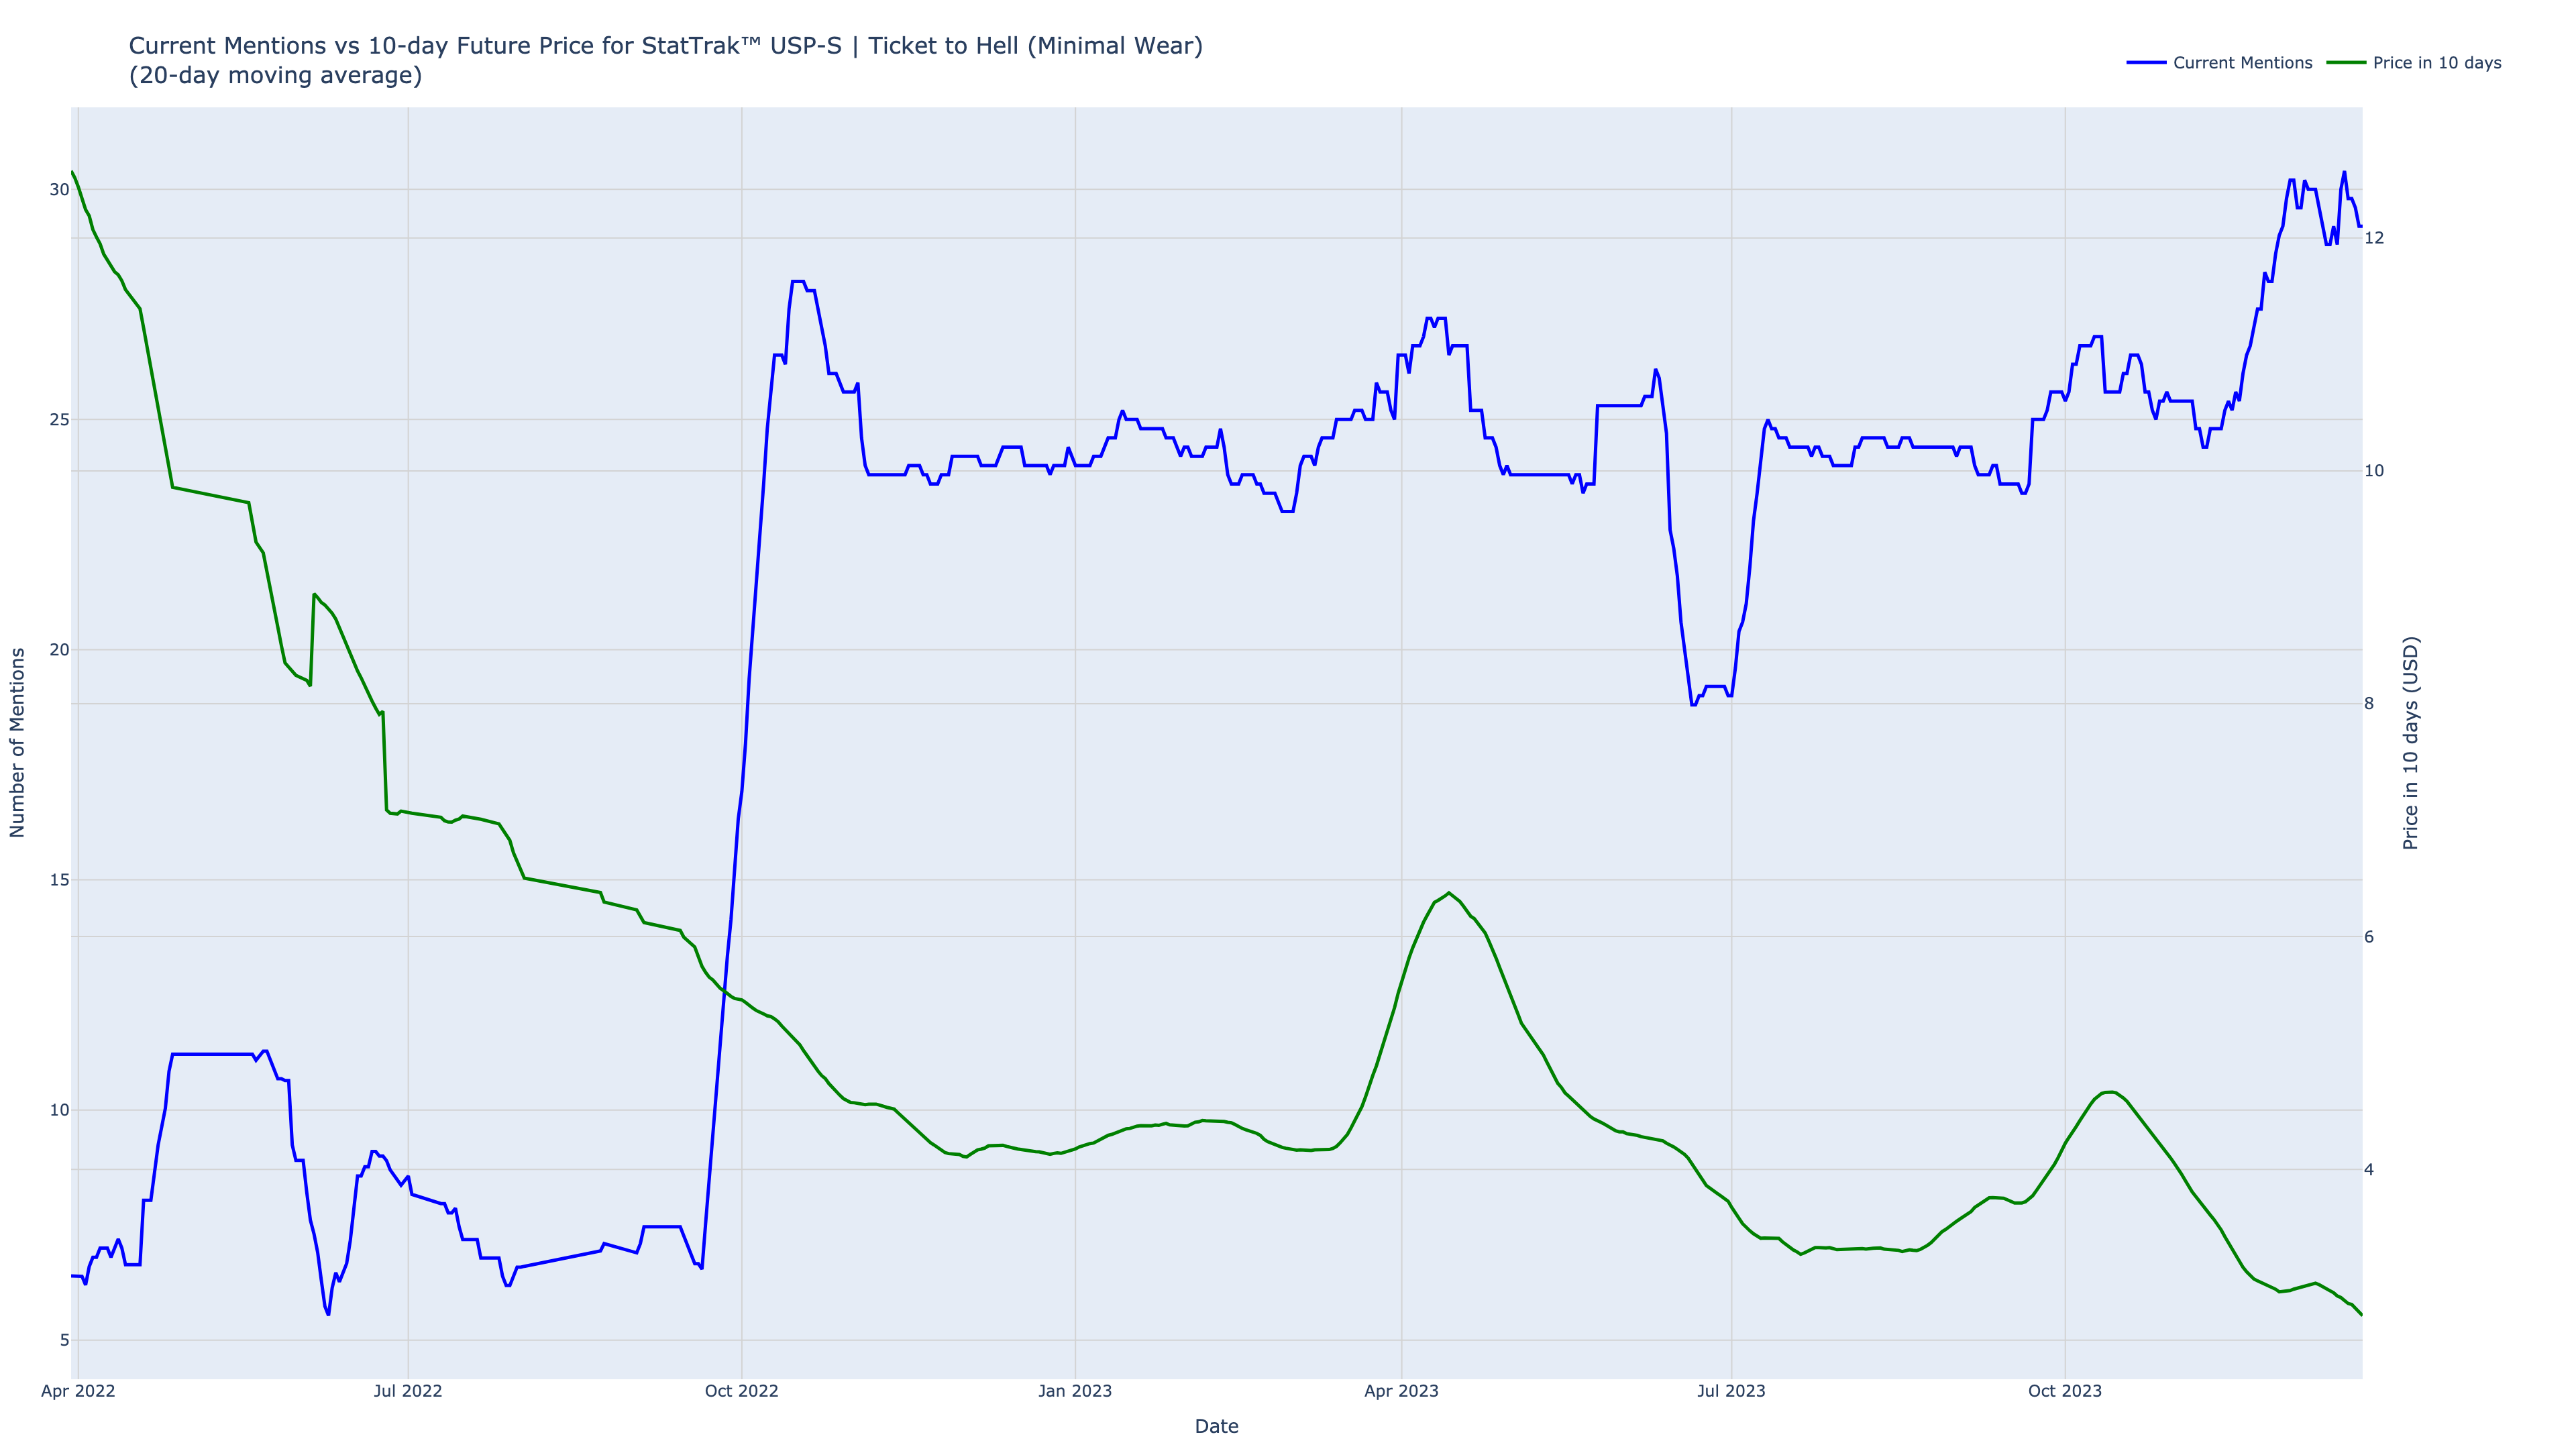 Current Mentions vs 10-day Future Price for StatTrak™ USP-S | Ticket to Hell (Minimal Wear)
(20-day moving average)
Current Mentions
Price in 10 days
Number of Mentions
30
25
20
15
10
5
12
10
8
6
4
Price in 10 days (USD)
Apr 2022
Jul 2022
Oct 2022
Jan 2023
Apr 2023
Jul 2023
Oct 2023
Date